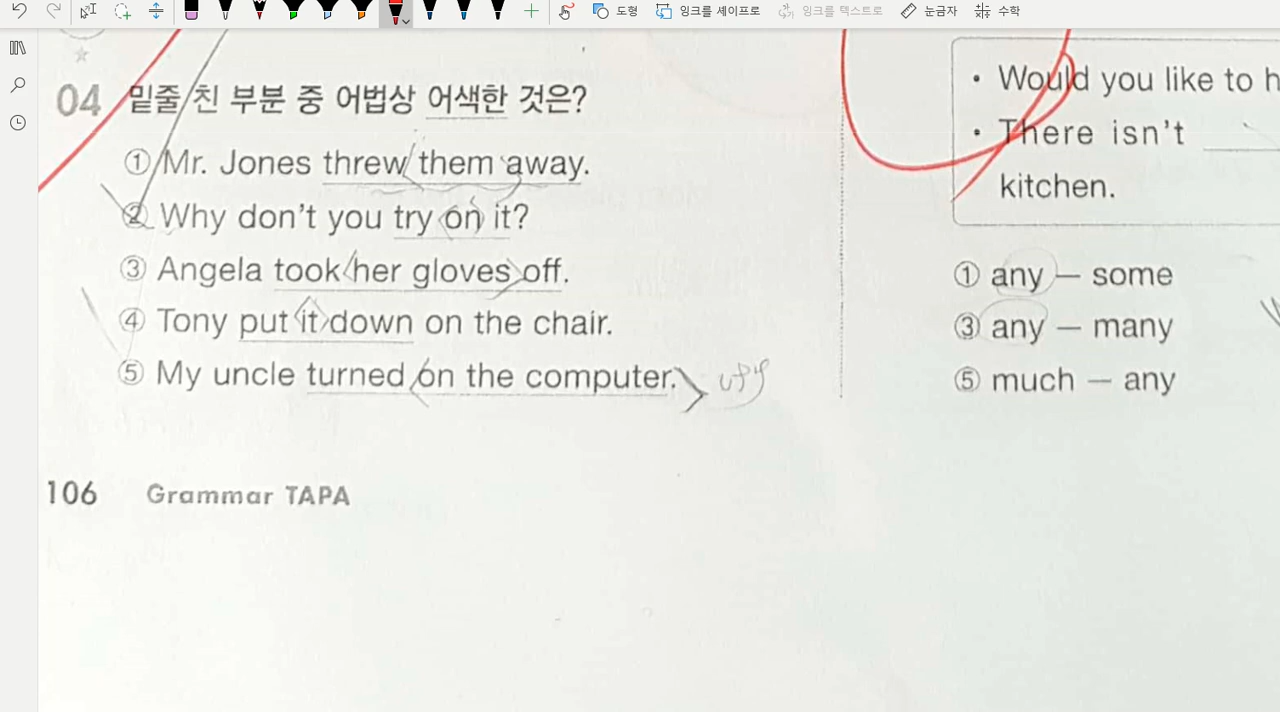 도형
잉크를 셰이프로
잉크를 텍스트로
눈금자
수학
04 밑줄 친 부분 중 어법상 어색한 것은?
① Mr. Jones threw them away.
② Why don't you try on it?
③ Angela took her gloves off.
④ Tony put it down on the chair.
⑤ My uncle turned on the computer.
106 Grammar TAPA
• Would you like to h
• There isn't
kitchen.
① any — some
③ any — many
⑤ much — any